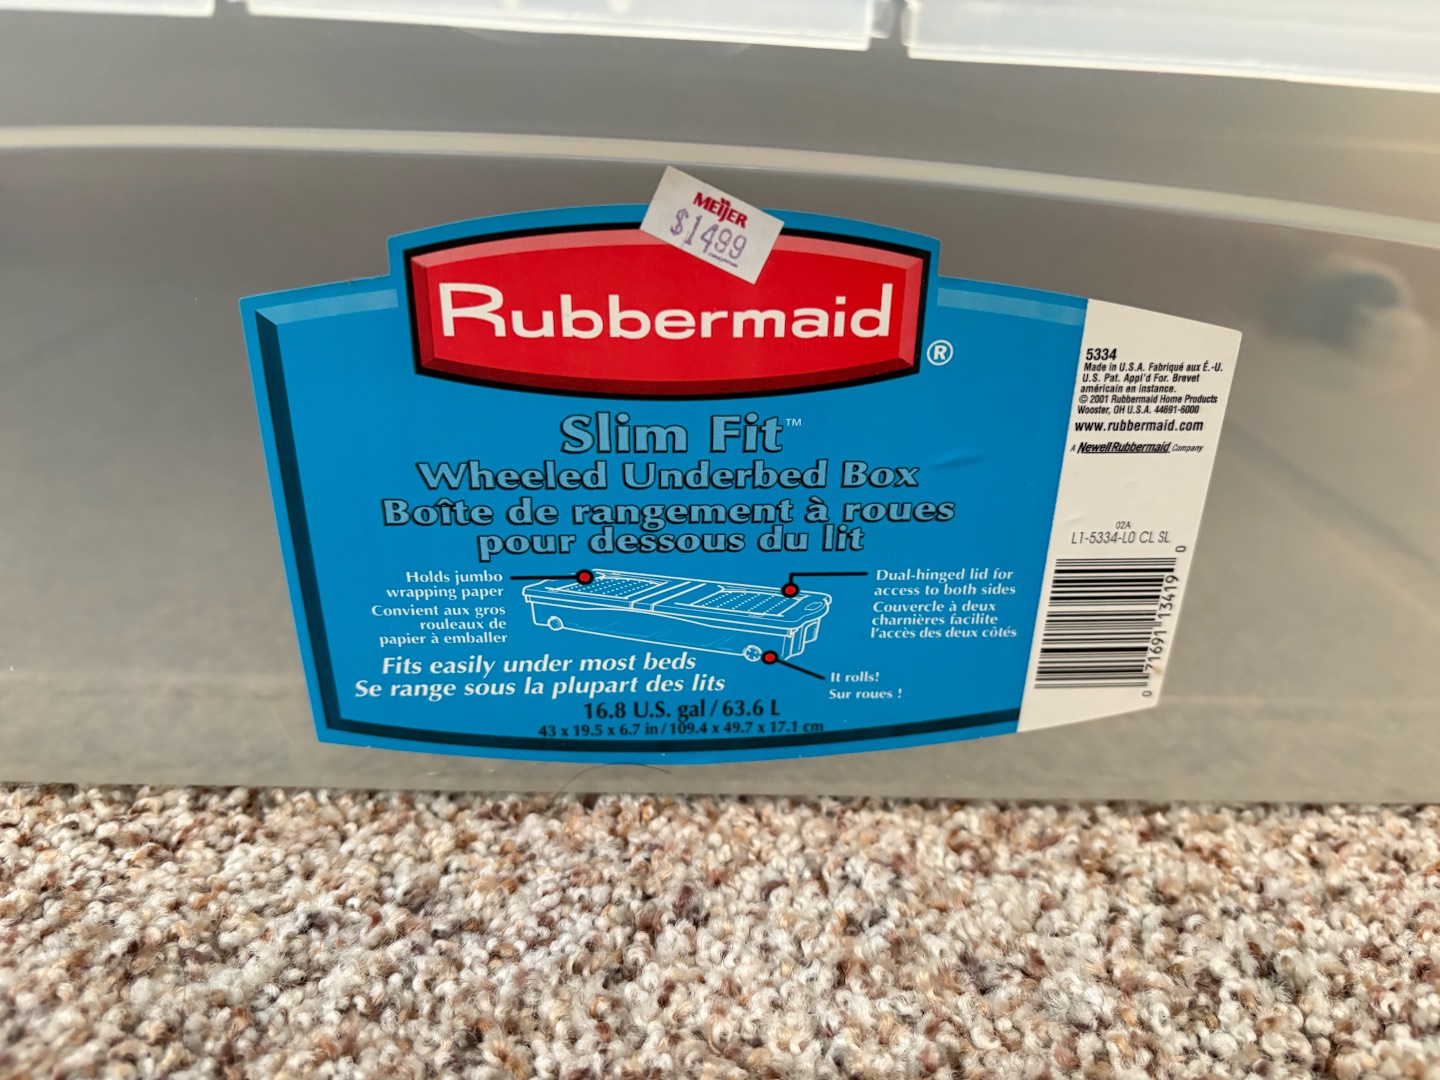 MEIJER
$1499
Rubbermaid®
Slim Fit™
Wheeled Underbed Box
Boîte de rangement à roues
pour dessous du lit
Holds jumbo
wrapping paper
Convient aux gros
rouleaux de
papier à emballer
Dual-hinged lid for
access to both sides
Couvercle à deux
charnières facilite
l'accès des deux côtés
Fits easily under most beds
Se range sous la plupart des lits
It rolls!
Sur roues !
16.8 U.S. gal / 63.6 L
43 x 19.5 x 6.7 in / 109.4 x 49.7 x 17.1 cm
5334
Made in U.S.A. Fabriqué aux É.-U.
U.S. Pat. Appl'd For. Brevet
américain en instance.
© 2001 Rubbermaid Home Products
Wooster, OH U.S.A. 44691-6000
www.rubbermaid.com
A Newell Rubbermaid Company
02A
L1-5334-L0 CL SL
0 71691 13419 0